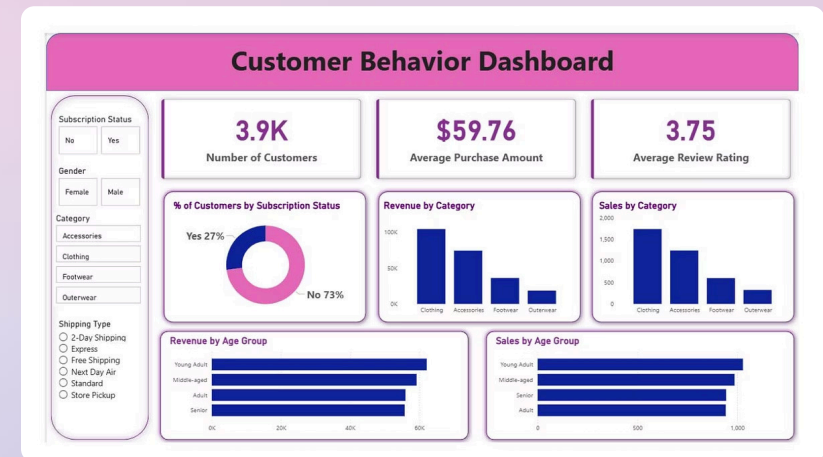 Customer Behavior Dashboard
Subscription Status
No Yes
Gender
Female Male
Category
Accessories
Clothing
Footwear
Outerwear
Shipping Type
2-Day Shipping
Express
Free Shipping
Next Day Air
Standard
Store Pickup
3.9K
Number of Customers
$59.76
Average Purchase Amount
3.75
Average Review Rating
% of Customers by Subscription Status
Yes 27%
No 73%
Revenue by Category
100K
50K
0K
Clothing Accessories Footwear Outerwear
Sales by Category
2,000
1,500
1,000
500
0
Clothing Accessories Footwear Outerwear
Revenue by Age Group
Young Adult
Middle-aged
Adult
Senior
0K 20K 40K 60K
Sales by Age Group
Young Adult
Middle-aged
Senior
Adult
0 500 1,000